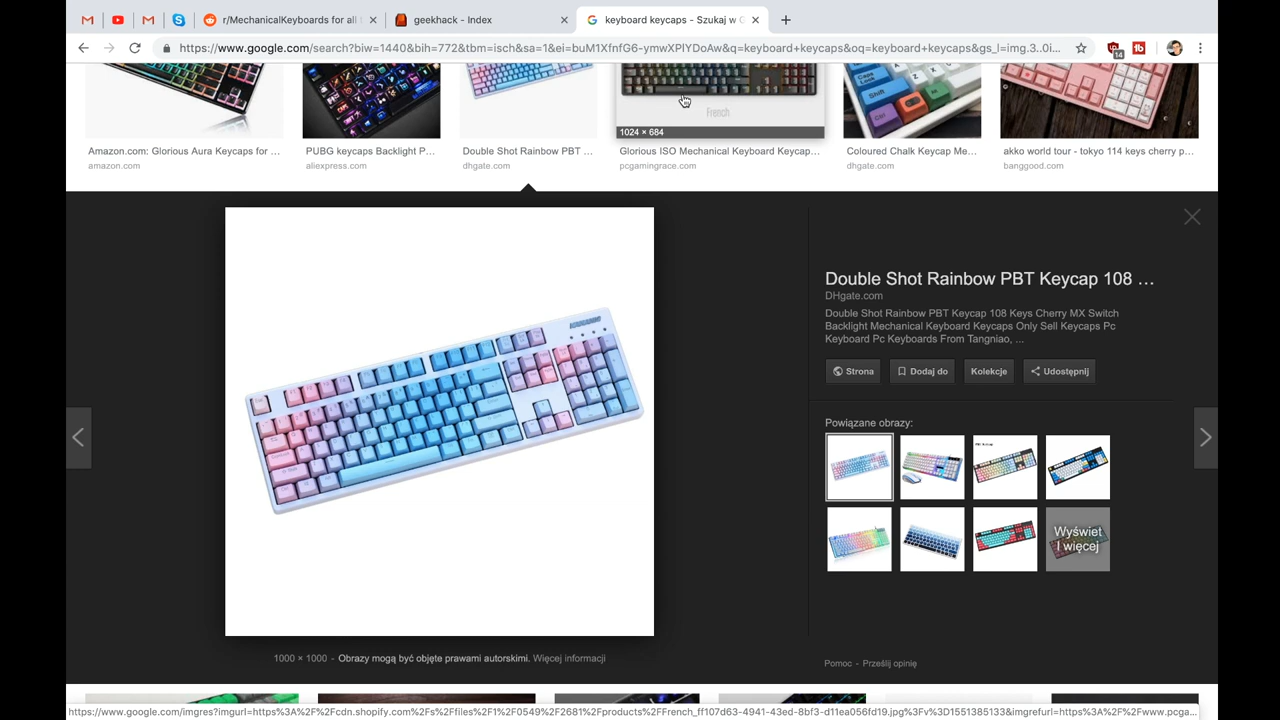 r/MechanicalKeyboards for all
geekhack - Index
keyboard keycaps - Szukaj w G
https://www.google.com/search?biw=1440&bih=772&tbm=isch&sa=1&ei=buM1XfnfG6-ymwXPlYDoAw&q=keyboard+keycaps&oq=keyboard+keycaps&gs_l=img.3..0i...
14
French
1024 × 684
Amazon.com: Glorious Aura Keycaps for ...
PUBG keycaps Backlight P...
Double Shot Rainbow PBT ...
Glorious ISO Mechanical Keyboard Keycap...
Coloured Chalk Keycap Me...
akko world tour - tokyo 114 keys cherry p...
amazon.com
aliexpress.com
dhgate.com
pcgamingrace.com
dhgate.com
banggood.com
Double Shot Rainbow PBT Keycap 108 ...
DHgate.com
Double Shot Rainbow PBT Keycap 108 Keys Cherry MX Switch
Backlight Mechanical Keyboard Keycaps Only Sell Keycaps Pc
Keyboard Pc Keyboards From Tangniao, ...
Strona
Dodaj do
Kolekcje
Udostępnij
Powiązane obrazy:
Wyświet
l więcej
1000 × 1000 - Obrazy mogą być objęte prawami autorskimi. Więcej informacji
Pomoc - Prześlij opinię
https://www.google.com/imgres?imgurl=https%3A%2F%2Fcdn.shopify.com%2Fs%2Ffiles%2F1%2F0549%2F2681%2Fproducts%2FFrench_ff107d63-4941-43ed-8bf3-d11ea056fd19.jpg%3Fv%3D1551385133&imgrefurl=https%3A%2F%2Fwww.pcga...